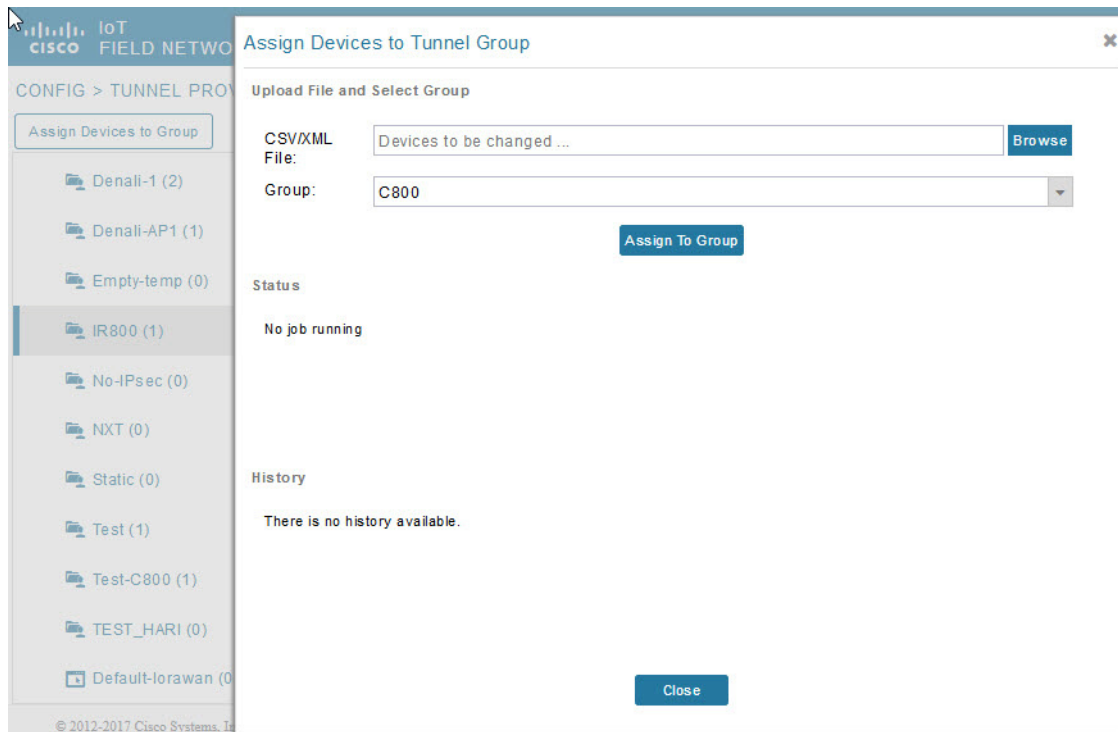 IoT
CISCO FIELD NETWO
CONFIG > TUNNEL PROV
Assign Devices to Group
Denali-1 (2)
Denali-AP1 (1)
Empty-temp (0)
IR800 (1)
No-IPsec (0)
NXT (0)
Static (0)
Test (1)
Test-C800 (1)
TEST_HARI (0)
Default-lorawan (0
© 2012-2017 Cisco Systems, In
Assign Devices to Tunnel Group
Upload File and Select Group
CSV/XML
File:
Devices to be changed ...
Browse
Group:
C800
Assign To Group
Status
No job running
History
There is no history available.
Close